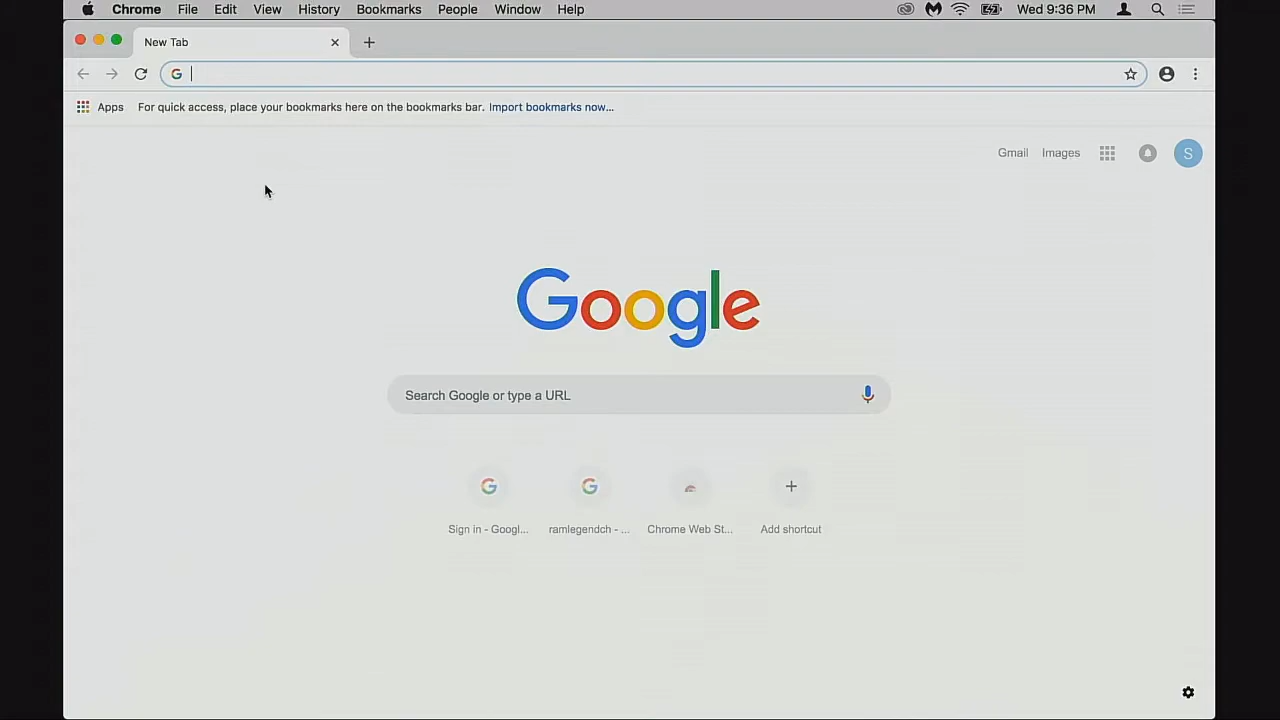 Chrome File Edit View History Bookmarks People Window Help Wed 9:36 PM
New Tab
Apps For quick access, place your bookmarks here on the bookmarks bar. Import bookmarks now...
Gmail Images S
Google
Search Google or type a URL
Sign in - Googl... ramlegendch - ... Chrome Web St... Add shortcut